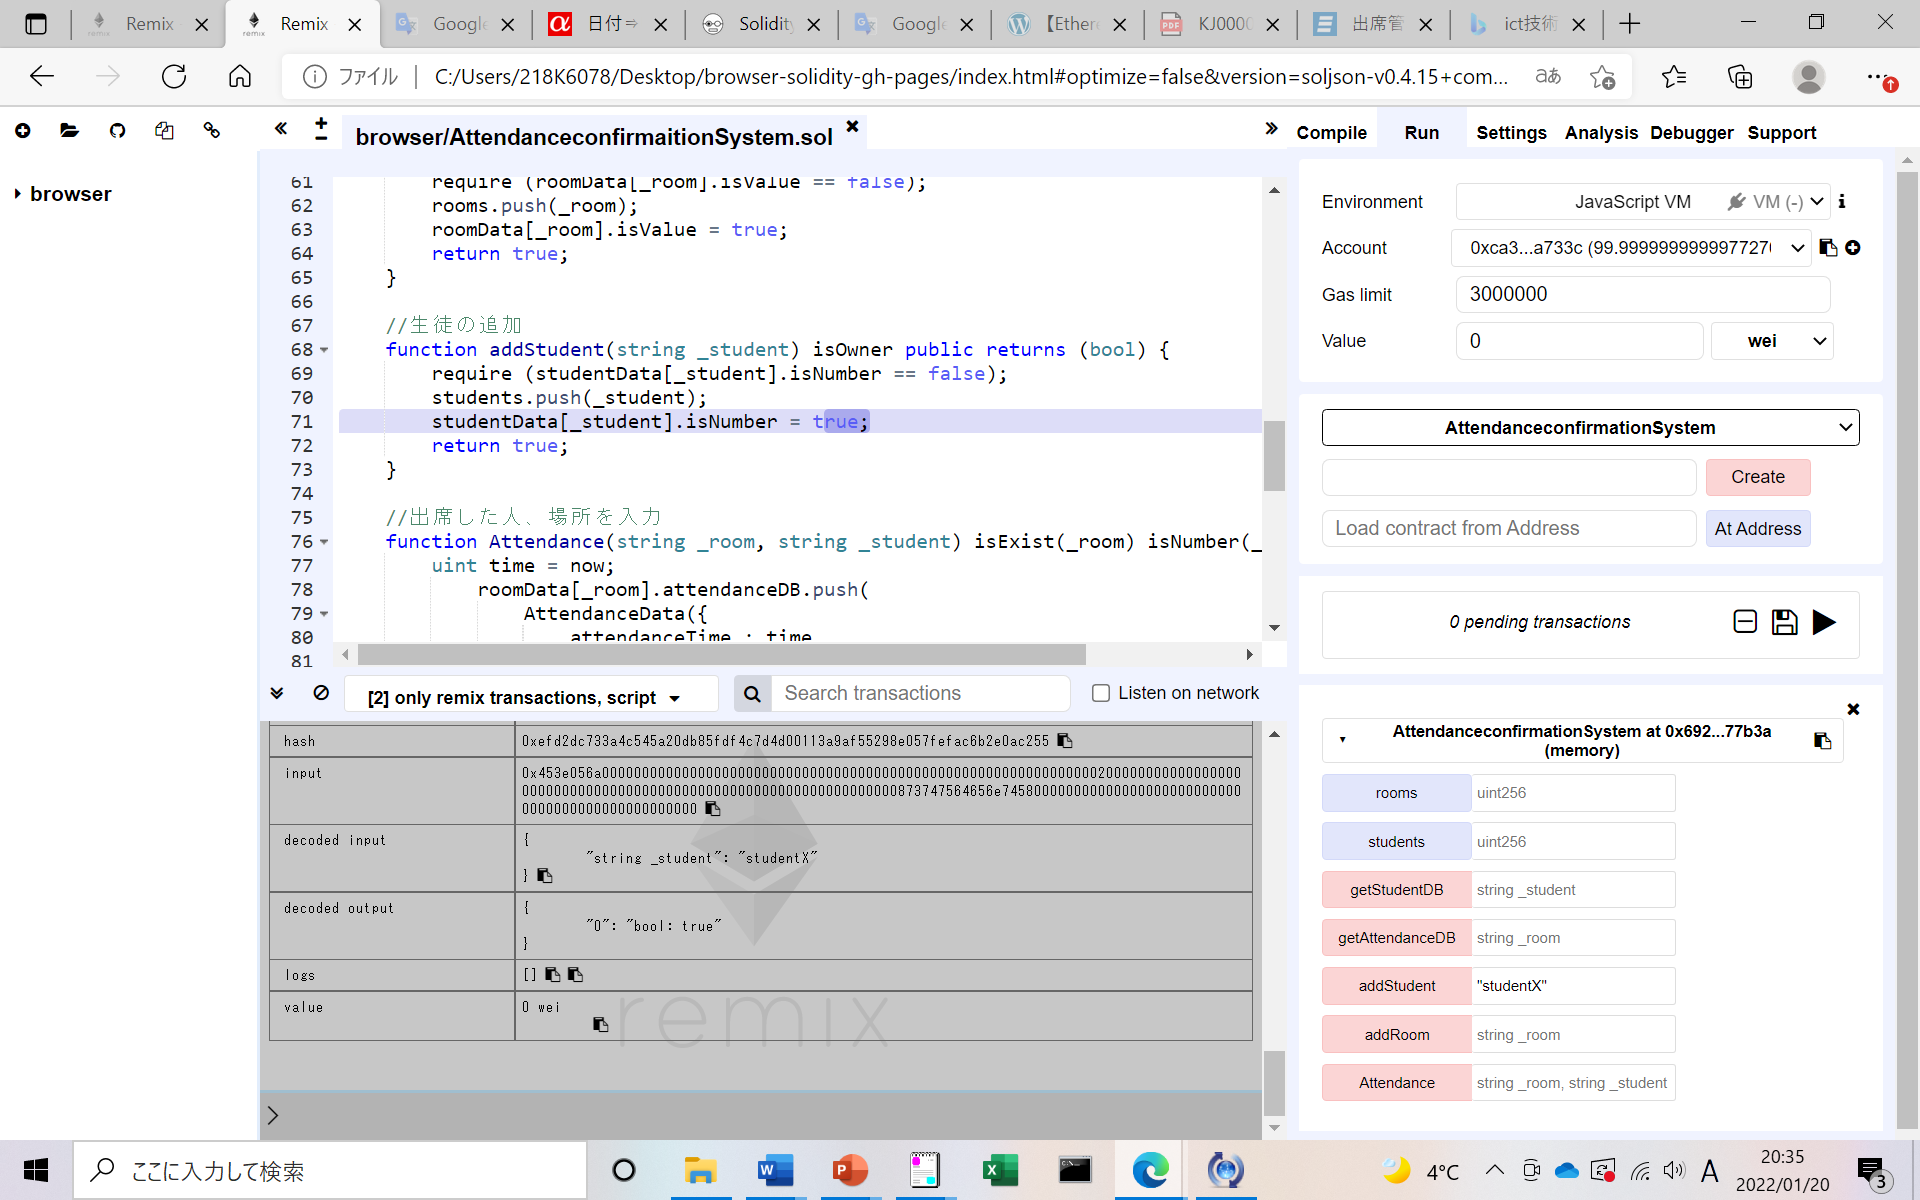 Remix
Remix
Google
日付⇒
Solidity
Google
【Ether
KJ000
出席管
ict技術
ファイル
C:/Users/218K6078/Desktop/browser-solidity-gh-pages/index.html#optimize=false&version=soljson-v0.4.15+com...
browser
browser/AttendanceconfirmaitionSystem.sol
61 require (roomData[_room].isValue == false);
62 rooms.push(_room);
63 roomData[_room].isValue = true;
64 return true;
65 }
66
67 //生徒の追加
68 function addStudent(string _student) isOwner public returns (bool) {
69 require (studentData[_student].isNumber == false);
70 students.push(_student);
71 studentData[_student].isNumber = true;
72 return true;
73 }
74
75 //出席した人、場所を入力
76 function Attendance(string _room, string _student) isExist(_room) isNumber(_
77 uint time = now;
78 roomData[_room].attendanceDB.push(
79 AttendanceData({
80 attendanceTime : time
81
[2] only remix transactions, script
Search transactions
Listen on network
hash
0xefd2dc733a4c545a20db85fdf4c7d4d00113a9af55298e057fefac6b2e0ac255
input
decoded input
{
"string _student": "studentX"
}
decoded output
{
"0": "bool: true"
}
logs
[]
value
0 wei
remix
>
Compile
Run
Settings
Analysis
Debugger
Support
Environment
JavaScript VM
VM (-)
Account
Gas limit
3000000
Value
0
wei
AttendanceconfirmationSystem
Create
Load contract from Address
At Address
0 pending transactions
AttendanceconfirmationSystem at 0x692...77b3a
(memory)
rooms
uint256
students
uint256
getStudentDB
string _student
getAttendanceDB
string _room
addStudent
"studentX"
addRoom
string _room
Attendance
string _room, string _student
ここに入力して検索
4°C
A
20:35
2022/01/20
3